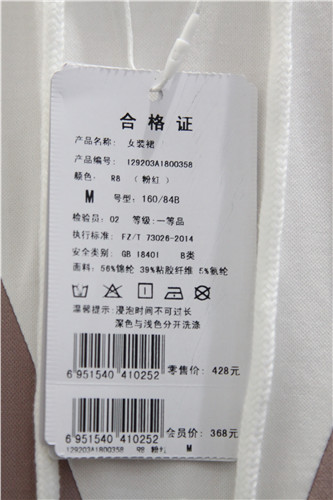 合格证
产品名称： 女装裙
产品编号： 129203A1800358
颜色： R8 （粉红）
M 号型：160/84B
检验员：02 等级：一等品
执行标准： FZ/T 73026-2014
安全类别 GB 18401 B类
面料：56%锦纶 39%粘胶纤维 5%氨纶
温馨提示：浸泡时间不可过长
深色与浅色分开洗涤
6 951540 410252 零售价： 428元
6 951540 410252 会员价： 368元
129203A1800358 R8 粉红 M